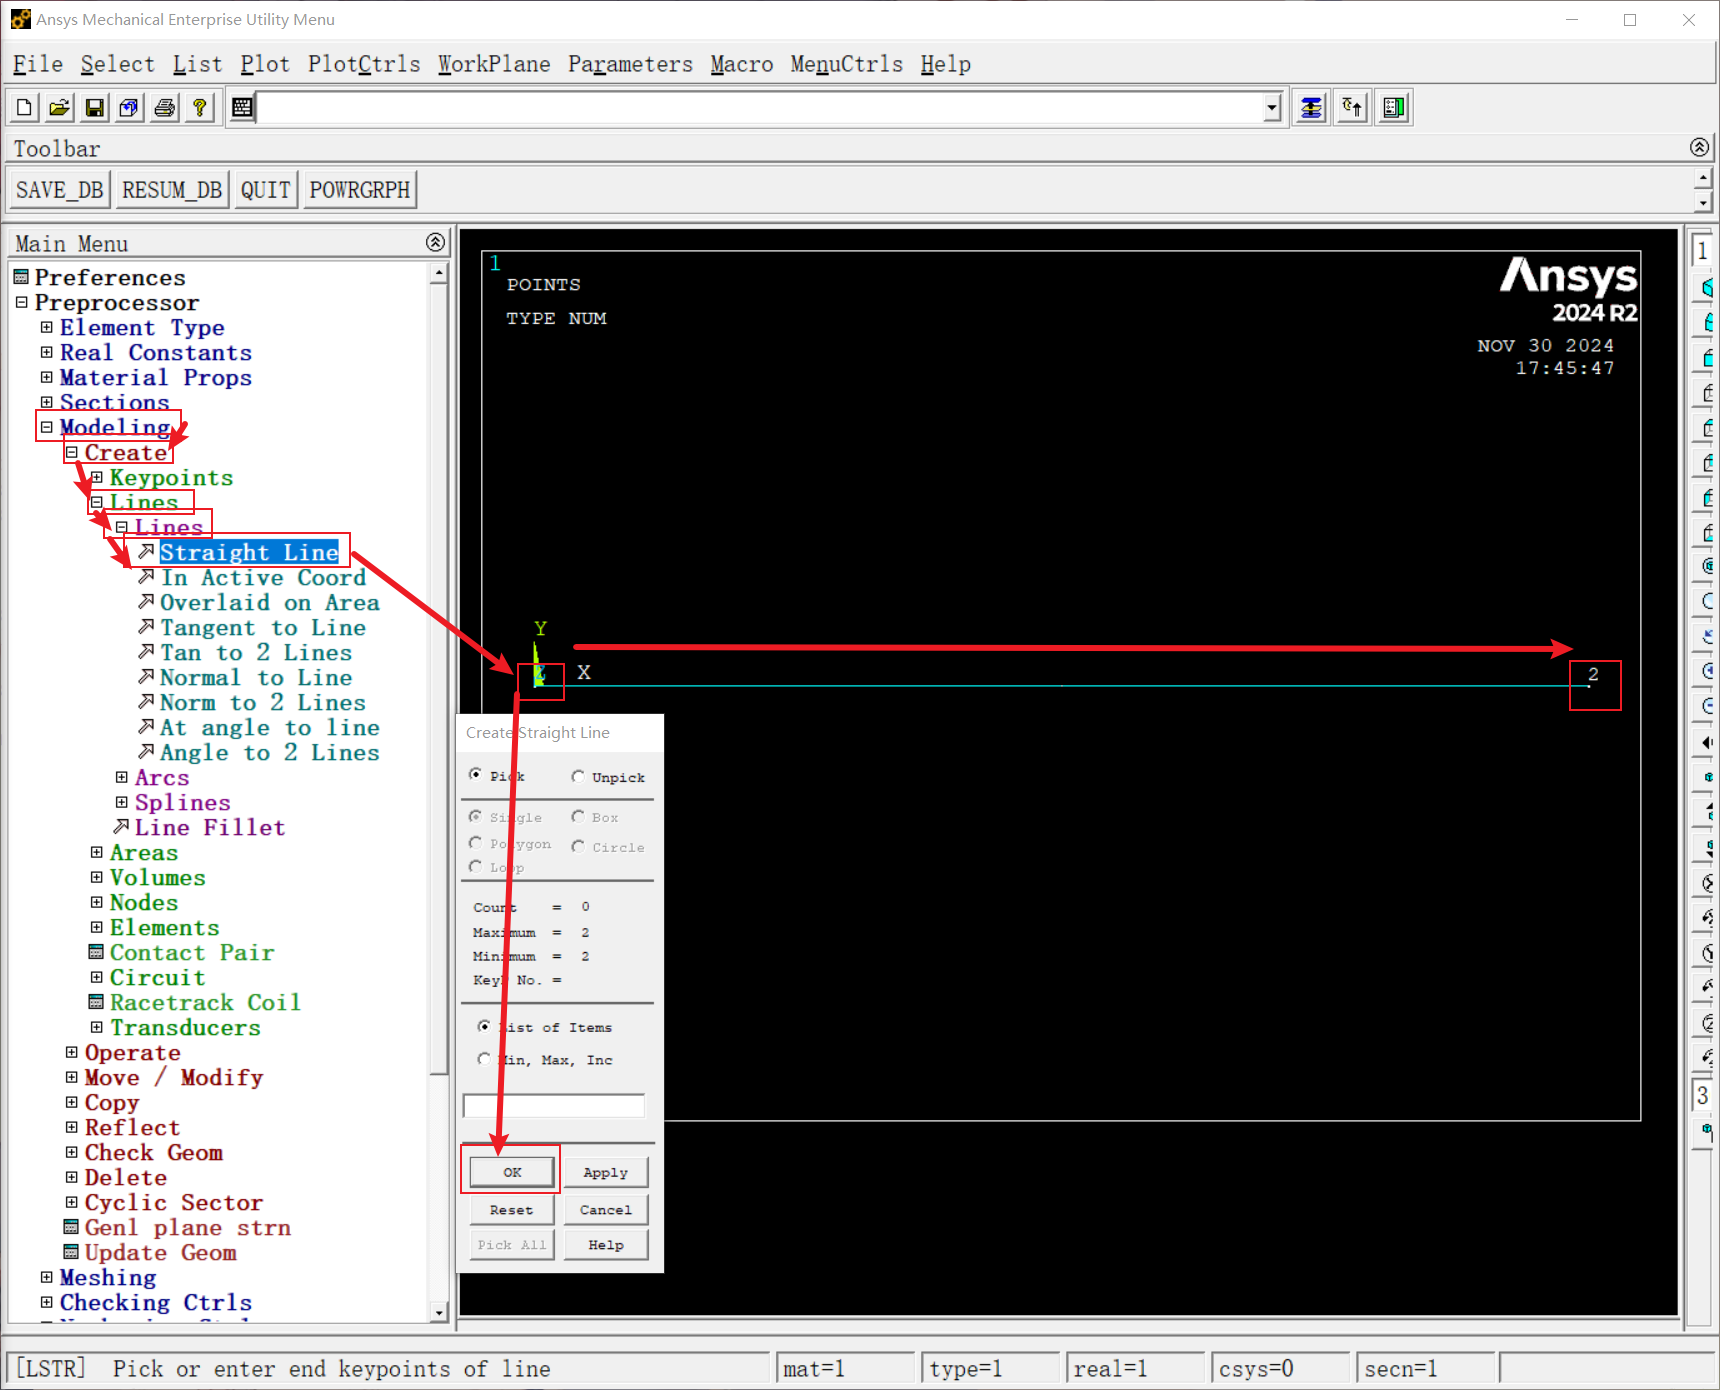 Ansys Mechanical Enterprise Utility Menu
File Select List Plot PlotCtrls WorkPlane Parameters Macro MenuCtrls Help
Toolbar
SAVE_DB RESUM_DB QUIT POWRGRPH
Main Menu
Preferences
Preprocessor
Element Type
Real Constants
Material Props
Sections
Modeling
Create
Keypoints
Lines
Lines
Straight Line
In Active Coord
Overlaid on Area
Tangent to Line
Tan to 2 Lines
Normal to Line
Norm to 2 Lines
At angle to line
Angle to 2 Lines
Arcs
Splines
Line Fillet
Areas
Volumes
Nodes
Elements
Contact Pair
Circuit
Racetrack Coil
Transducers
Operate
Move / Modify
Copy
Reflect
Check Geom
Delete
Cyclic Sector
Genl plane strn
Update Geom
Meshing
Checking Ctrls
1
POINTS
TYPE NUM
Ansys
2024 R2
NOV 30 2024
17:45:47
Y
X
2
Create Straight Line
Pick Unpick
Single Box
Polygon Circle
Loop
Count = 0
Maximum = 2
Minimum = 2
KeyP No. =
List of Items
Min, Max, Inc
OK Apply
Reset Cancel
Pick All Help
1
3
[LSTR] Pick or enter end keypoints of line
mat=1 type=1 real=1 csys=0 secn=1